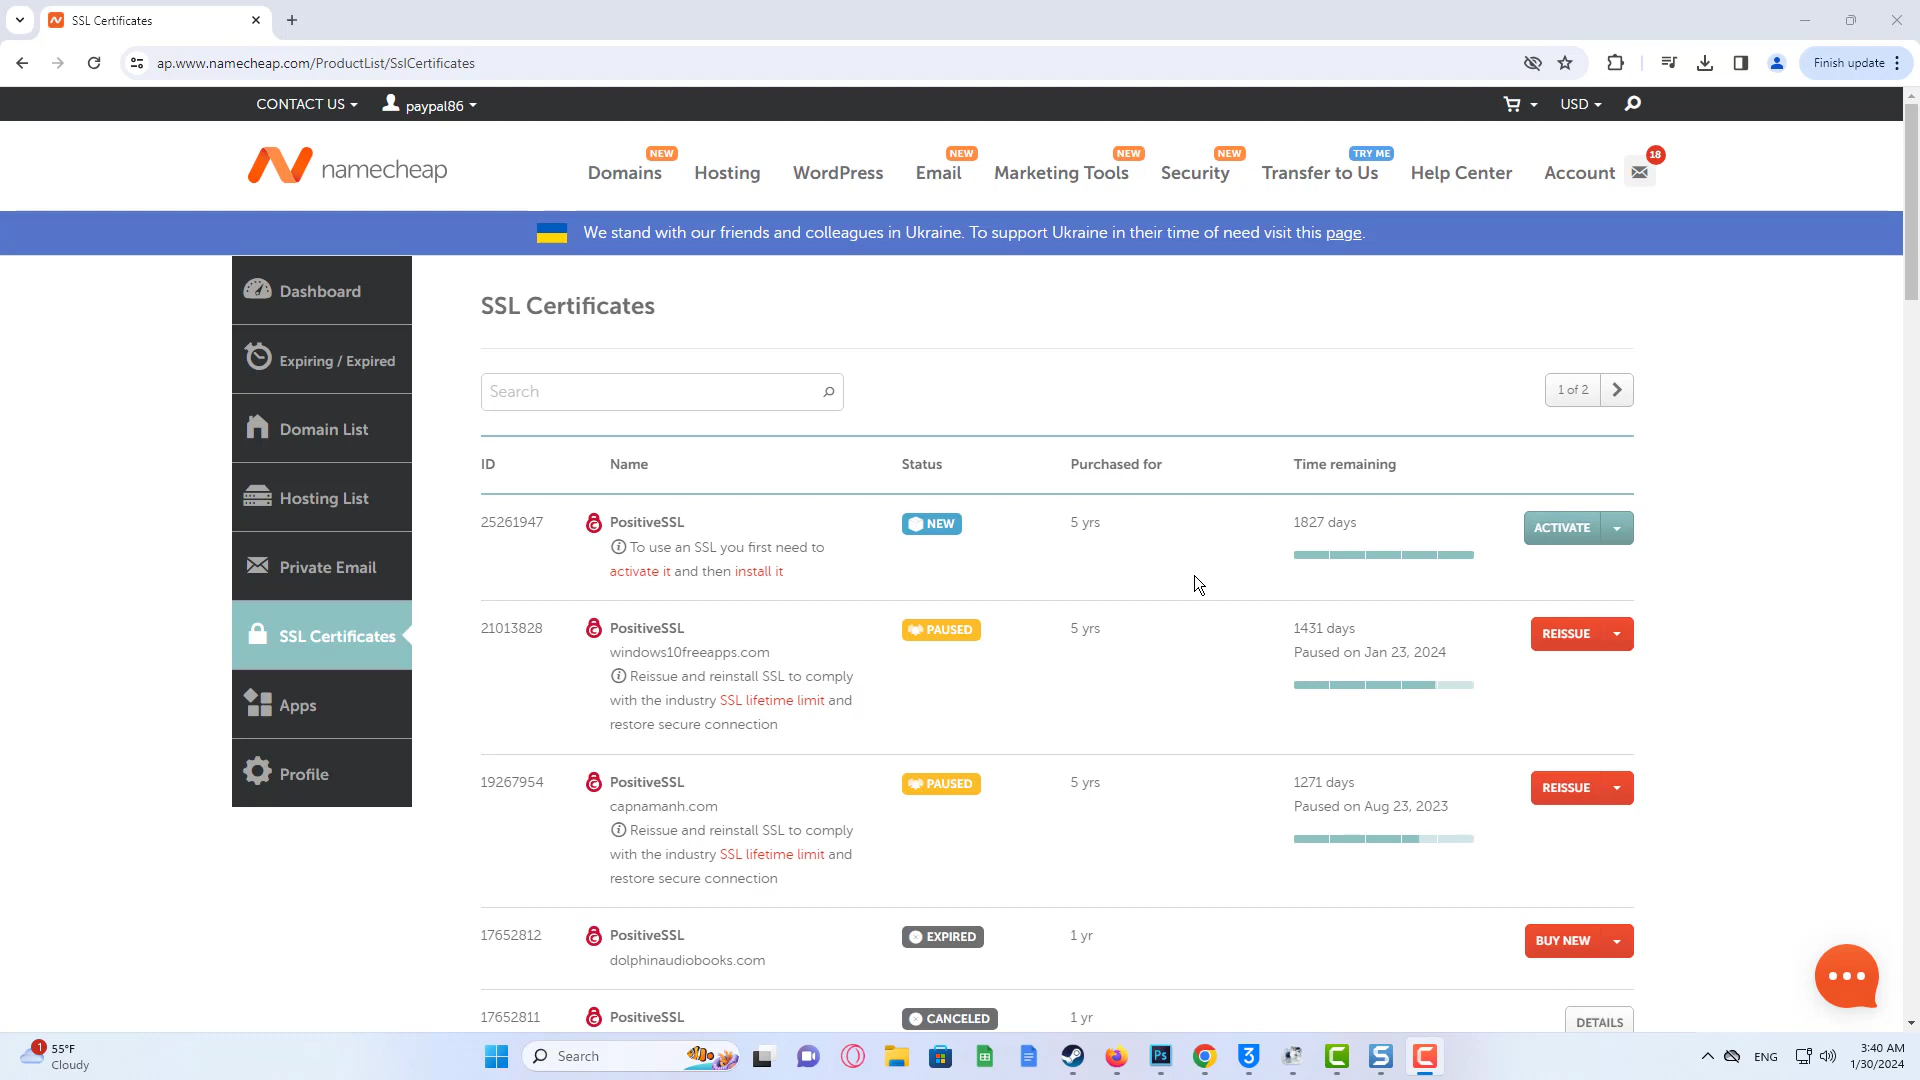 SSL Certificates
ap.www.namecheap.com/ProductList/SslCertificates
Finish update
CONTACT US
paypal86
USD
namecheap
Domains NEW
Hosting
WordPress
Email NEW
Marketing Tools NEW
Security NEW
Transfer to Us TRY ME
Help Center
Account
18
We stand with our friends and colleagues in Ukraine. To support Ukraine in their time of need visit this page.
Dashboard
Expiring / Expired
Domain List
Hosting List
Private Email
SSL Certificates
Apps
Profile
SSL Certificates
Search
1 of 2
ID Name Status Purchased for Time remaining
25261947 PositiveSSL NEW 5 yrs 1827 days ACTIVATE
To use an SSL you first need to
activate it and then install it
21013828 PositiveSSL PAUSED 5 yrs 1431 days REISSUE
windows10freeapps.com Paused on Jan 23, 2024
Reissue and reinstall SSL to comply
with the industry SSL lifetime limit and
restore secure connection
19267954 PositiveSSL PAUSED 5 yrs 1271 days REISSUE
capnamanh.com Paused on Aug 23, 2023
Reissue and reinstall SSL to comply
with the industry SSL lifetime limit and
restore secure connection
17652812 PositiveSSL EXPIRED 1 yr BUY NEW
dolphinaudiobooks.com
17652811 PositiveSSL CANCELED 1 yr DETAILS
1
55°F
Cloudy
Search
Ps
3
ENG
3:40 AM
1/30/2024